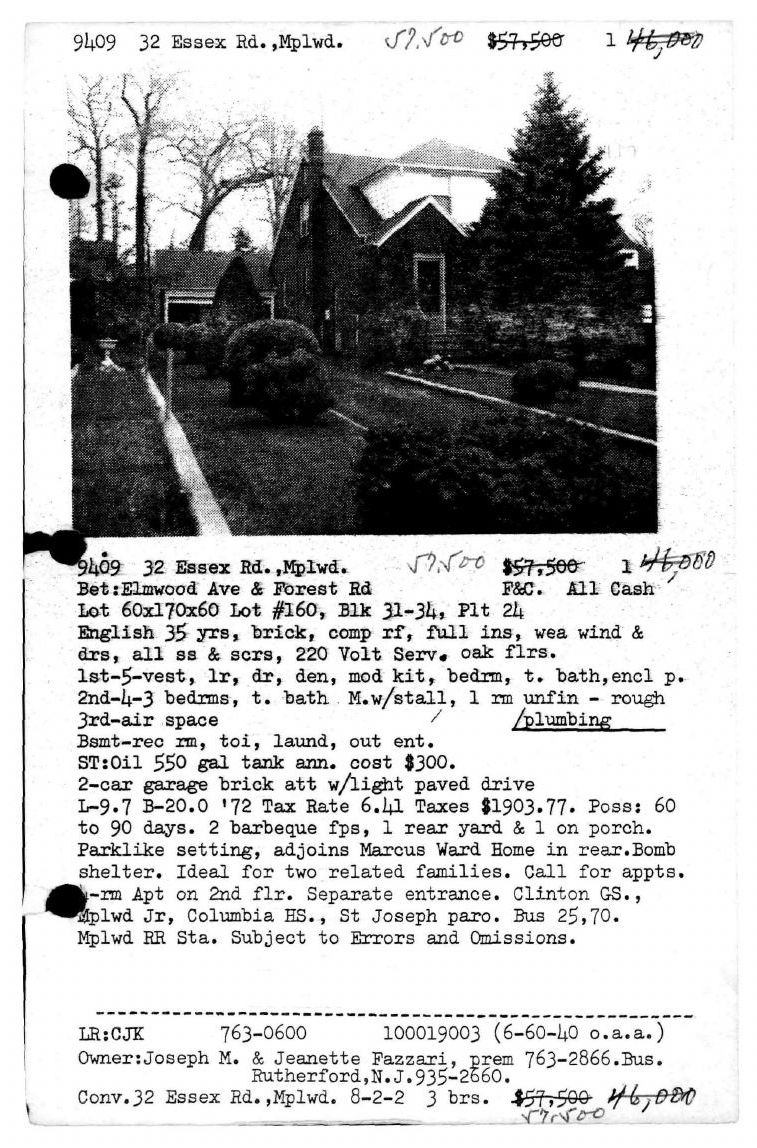 9409 32 Essex Rd.,Mplwd. 57,500 $57,500 1 46,000
9409 32 Essex Rd.,Mplwd. 57,500 $57,500 1 46,000
Bet:Elmwood Ave & Forest Rd F&C. All Cash
Lot 60x170x60 Lot #160, Blk 31-34, Plt 24
English 35 yrs, brick, comp rf, full ins, wea wind &
drs, all ss & scrs, 220 Volt Serv. oak flrs.
1st-5-vest, lr, dr, den, mod kit, bedrm, t. bath,encl p.
2nd-4-3 bedrms, t. bath M.w/stall, 1 rm unfin - rough
3rd-air space /plumbing
Bsmt-rec rm, toi, laund, out ent.
ST:Oil 550 gal tank ann. cost $300.
2-car garage brick att w/light paved drive
L-9.7 B-20.0 '72 Tax Rate 6.41 Taxes $1903.77. Poss: 60
to 90 days. 2 barbeque fps, 1 rear yard & 1 on porch.
Parklike setting, adjoins Marcus Ward Home in rear.Bomb
shelter. Ideal for two related families. Call for appts.
-rm Apt on 2nd flr. Separate entrance. Clinton GS.,
Mplwd Jr, Columbia HS., St Joseph paro. Bus 25,70.
Mplwd RR Sta. Subject to Errors and Omissions.
LR:CJK 763-0600 100019003 (6-60-40 o.a.a.)
Owner:Joseph M. & Jeanette Fazzari, prem 763-2866.Bus.
Rutherford,N.J.935-2660.
Conv.32 Essex Rd.,Mplwd. 8-2-2 3 brs. $57,500 46,000
57,500